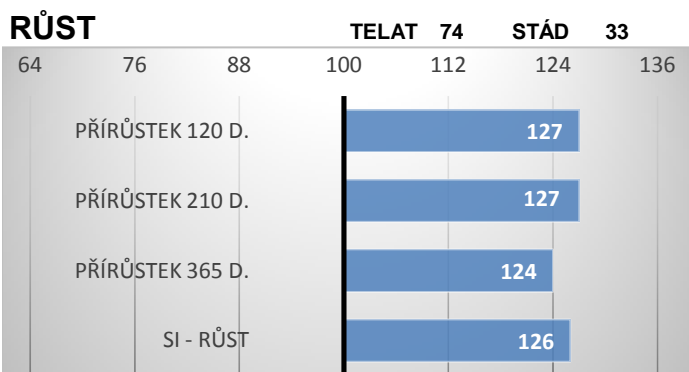 RŮST TELAT 74 STÁD 33
64 76 88 100 112 124 136
PŘÍRŮSTEK 120 D. 127
PŘÍRŮSTEK 210 D. 127
PŘÍRŮSTEK 365 D. 124
SI - RŮST 126